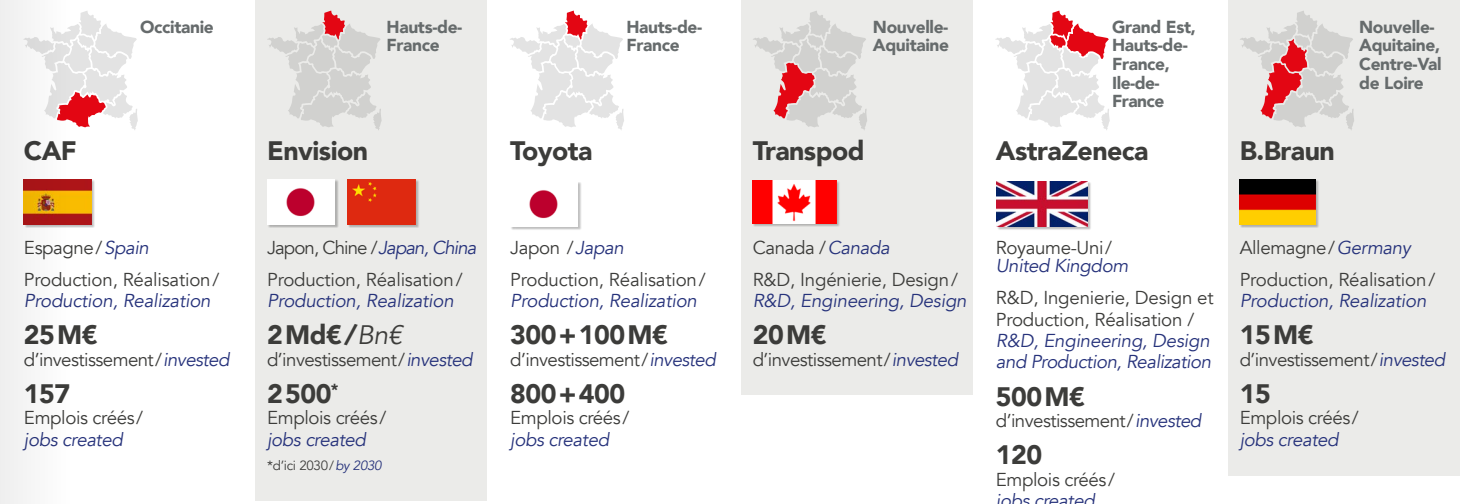 Occitanie
CAF
Espagne / Spain
Production, Réalisation /
Production, Realization
25 M€
d’investissement / invested
157
Emplois créés /
jobs created
Hauts-de-
France
Envision
Japon, Chine / Japan, China
Production, Réalisation /
Production, Realization
2 Md€ / Bn€
d’investissement / invested
2 500*
Emplois créés /
jobs created
*d’ici 2030 / by 2030
Hauts-de-
France
Toyota
Japon / Japan
Production, Réalisation /
Production, Realization
300 + 100 M€
d’investissement / invested
800 + 400
Emplois créés /
jobs created
Nouvelle-
Aquitaine
Transpod
Canada / Canada
R&D, Ingénierie, Design /
R&D, Engineering, Design
20 M€
d’investissement / invested
Grand Est,
Hauts-de-
France,
Ile-de-
France
AstraZeneca
Royaume-Uni /
United Kingdom
R&D, Ingenierie, Design et
Production, Réalisation /
R&D, Engineering, Design
and Production, Realization
500 M€
d’investissement / invested
120
Emplois créés /
jobs created
Nouvelle-
Aquitaine,
Centre-Val
de Loire
B.Braun
Allemagne / Germany
Production, Réalisation /
Production, Realization
15 M€
d’investissement / invested
15
Emplois créés /
jobs created